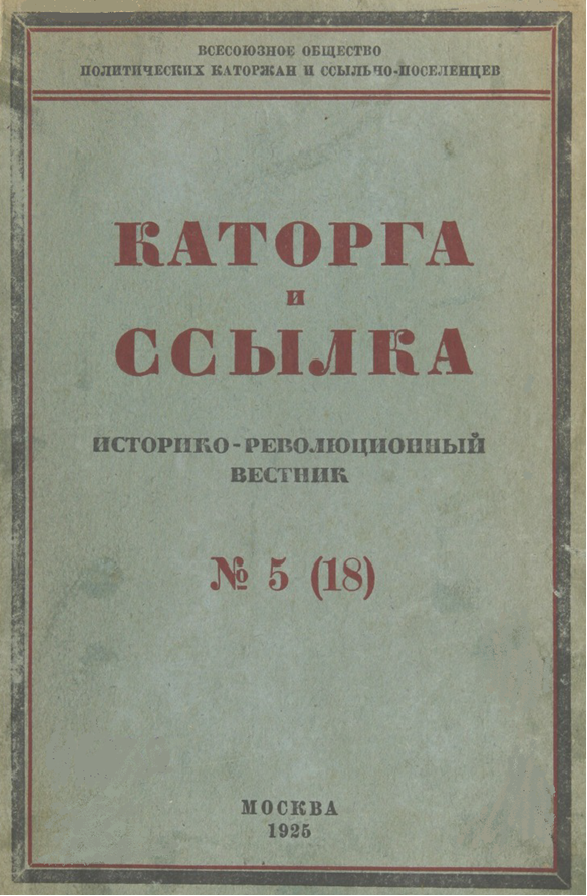 ВСЕСОЮЗНОЕ ОБЩЕСТВО
ПОЛИТИЧЕСКИХ КАТОРЖАН И ССЫЛЬНО-ПОСЕЛЕНЦЕВ
КАТОРГА
И
ССЫЛКА
ИСТОРИКО-РЕВОЛЮЦИОННЫЙ
ВЕСТНИК
№ 5 (18)
МОСКВА
1925